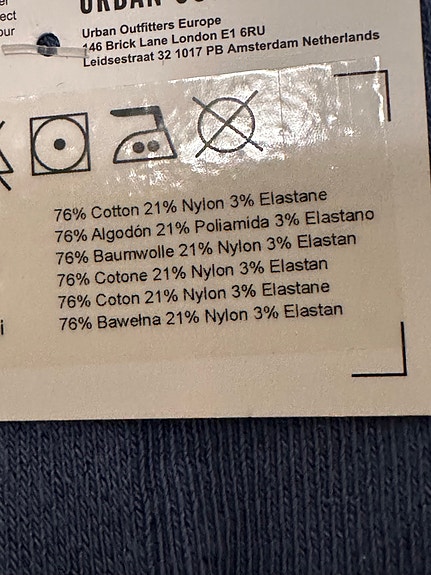 ect
our
Urban Outfitters Europe
146 Brick Lane London E1 6RU
Leidsestraat 32 1017 PB Amsterdam Netherlands
76% Cotton 21% Nylon 3% Elastane
76% Algodón 21% Poliamida 3% Elastano
76% Baumwolle 21% Nylon 3% Elastan
76% Cotone 21% Nylon 3% Elastan
76% Coton 21% Nylon 3% Elastane
76% Bawełna 21% Nylon 3% Elastan
i